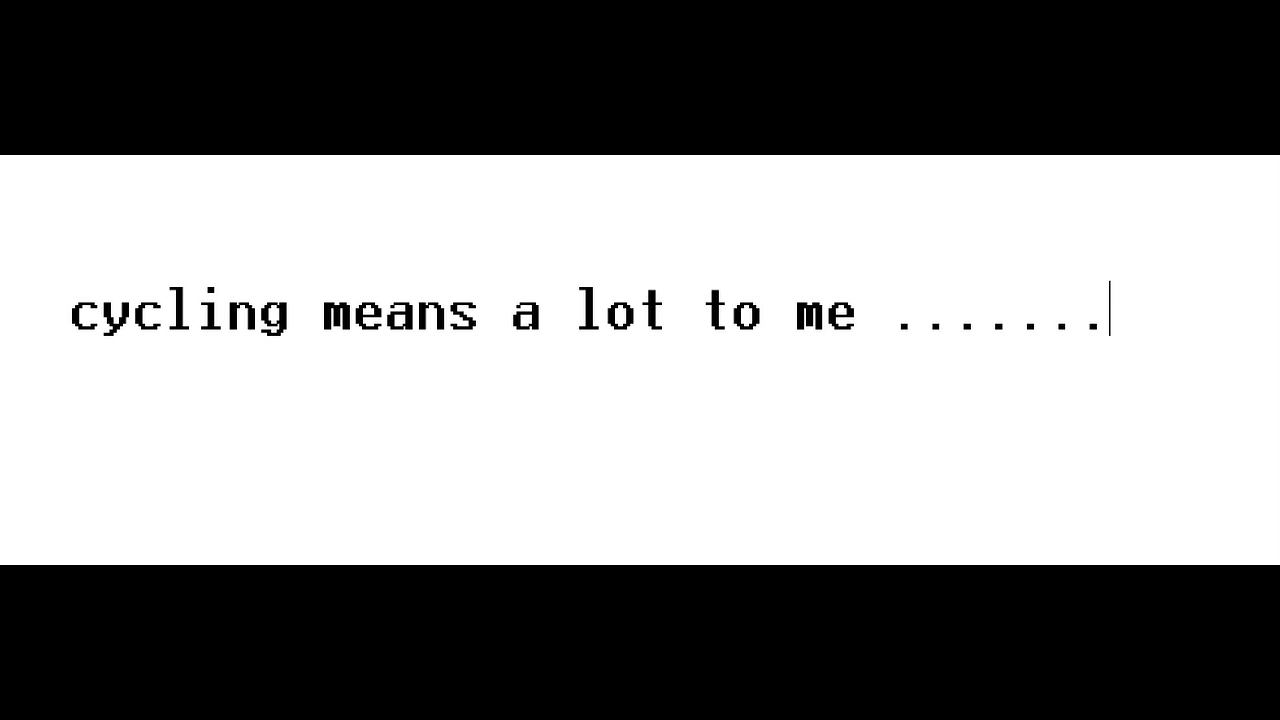 cycling means a lot to me .......